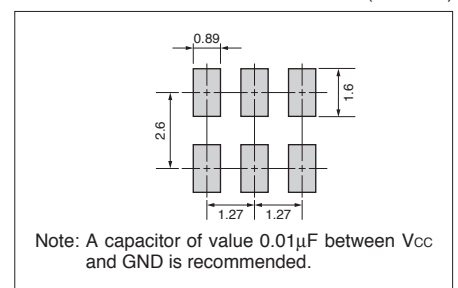 0.89
1.6
2.6
1.27 1.27
Note: A capacitor of value 0.01µF between Vcc
and GND is recommended.